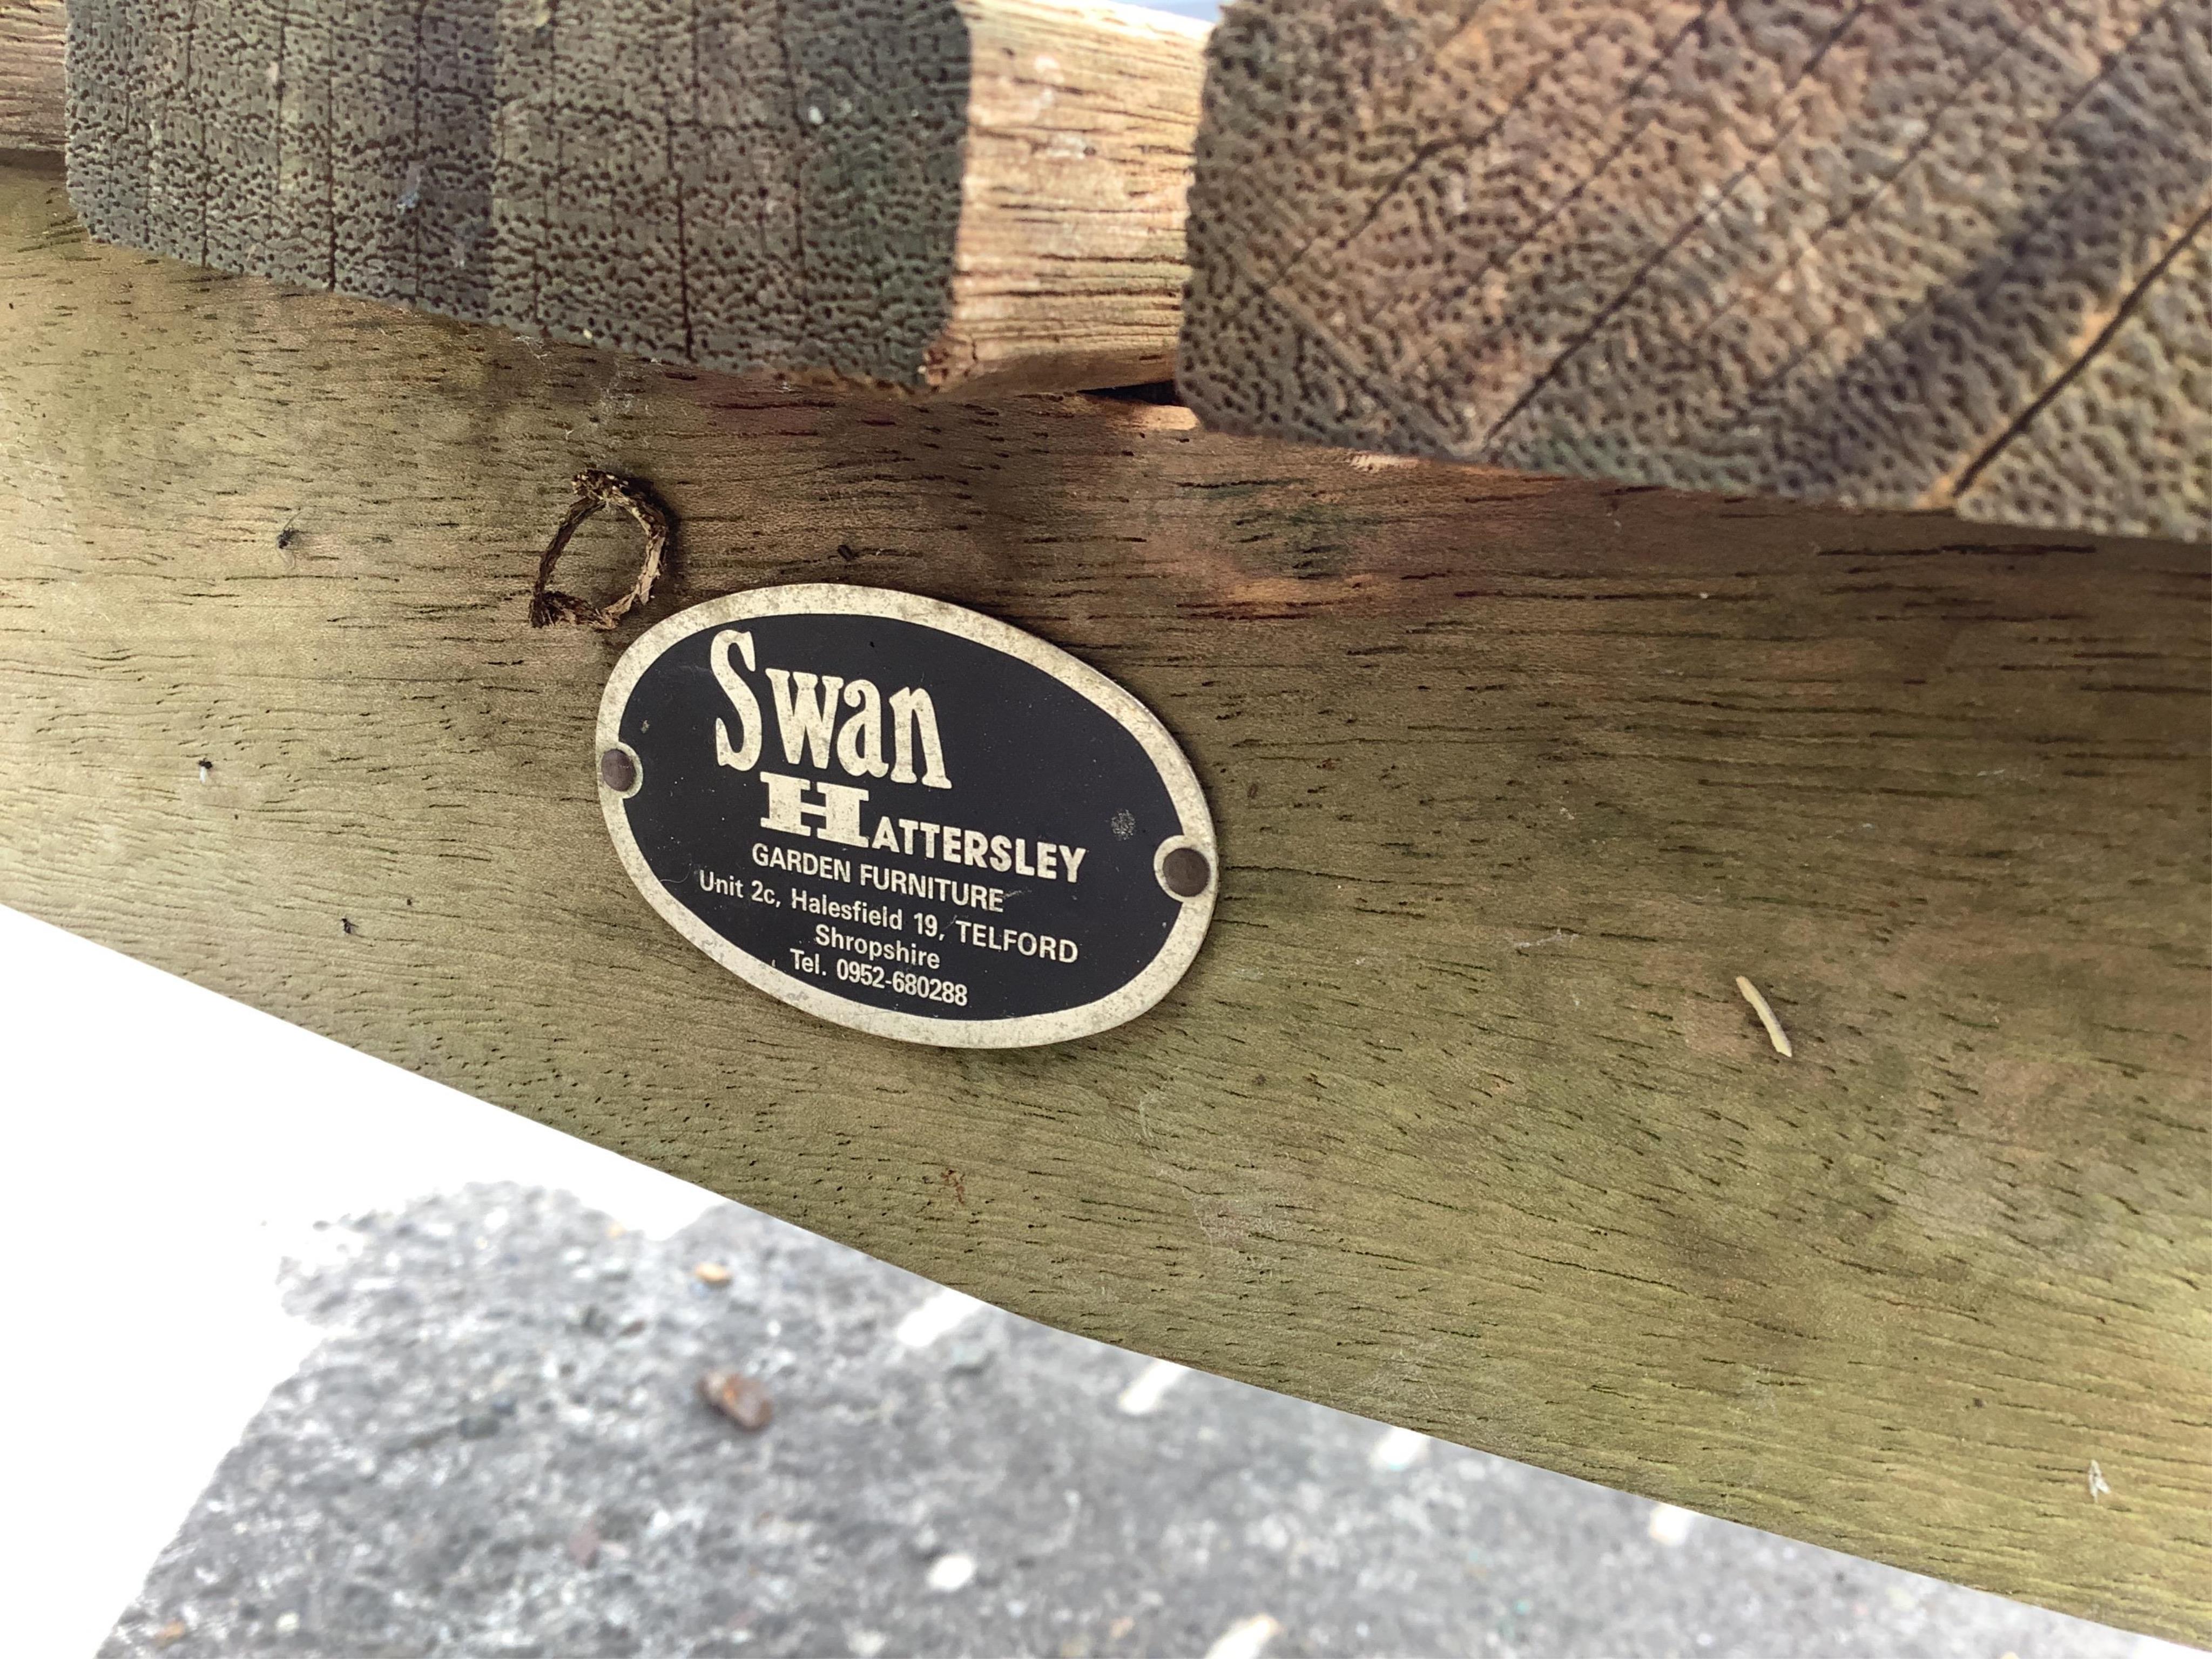 Swan
HATTERSLEY
GARDEN FURNITURE
Unit 2c, Halesfield 19, TELFORD
Shropshire
Tel. 0952-680288